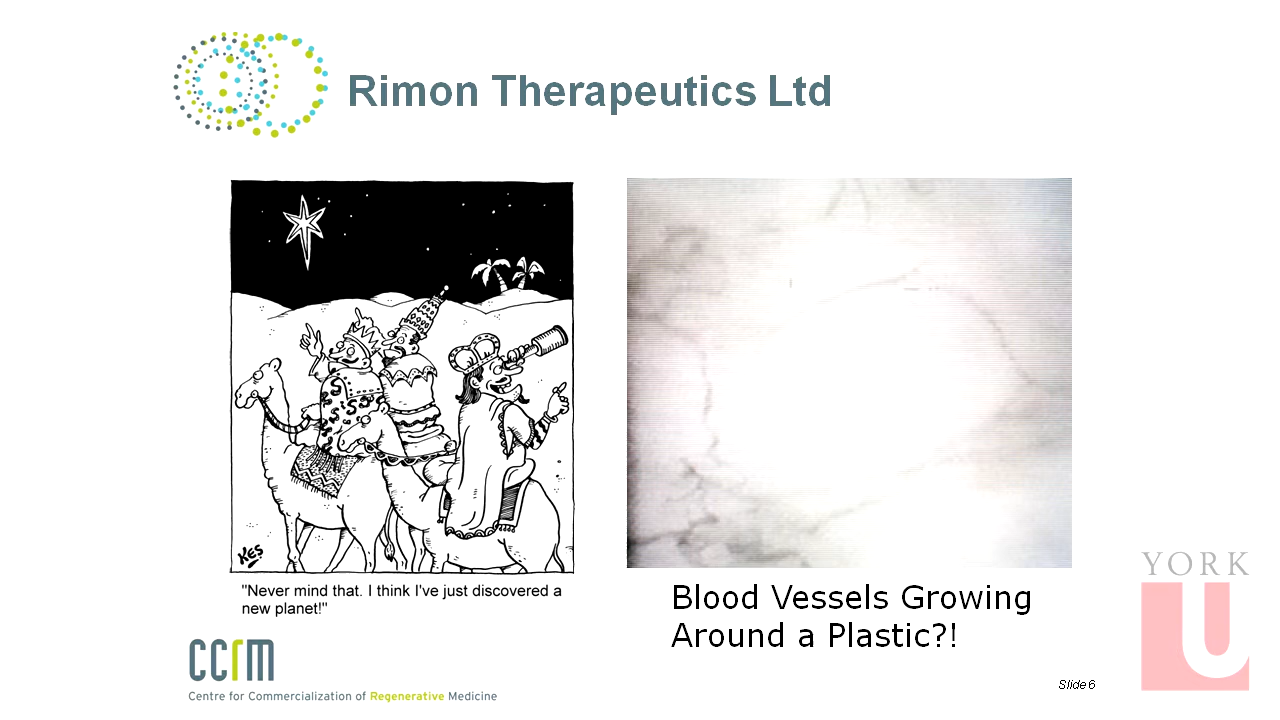 Rimon Therapeutics Ltd
KES
"Never mind that. I think I've just discovered a
new planet!"
Blood Vessels Growing
Around a Plastic?!
ccrm
Centre for Commercialization of Regenerative Medicine
Slide 6
YORK
U